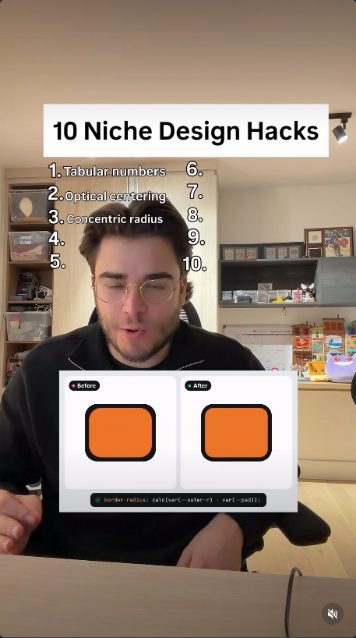 10 Niche Design Hacks
1. Tabular numbers
2. Optical centering
3. Concentric radius
4.
5.
6.
7.
8.
9.
10.
Before
After
border-radius: calc(var(--outer-r) - var(--pad));